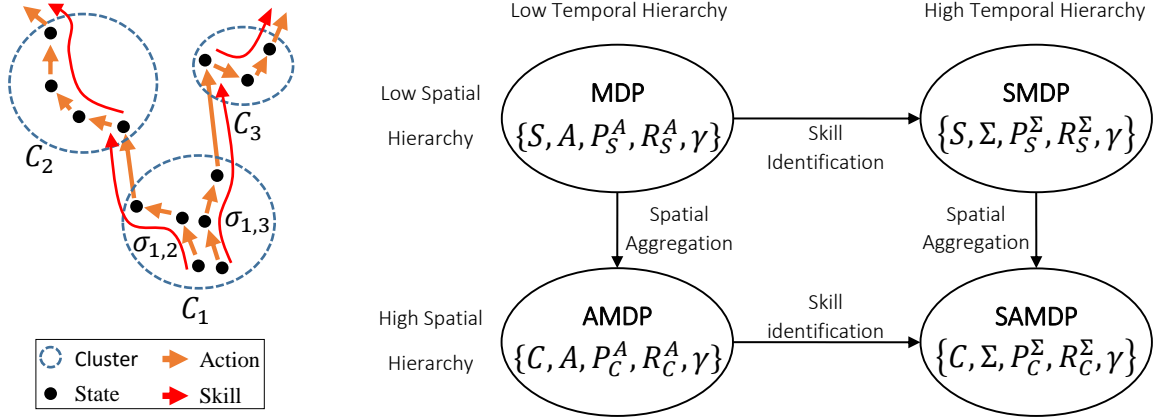 C₂
C₃
σ₁,₂
σ₁,₃
C₁
Cluster
Action
State
Skill
Low Temporal Hierarchy
High Temporal Hierarchy
Low Spatial
Hierarchy
MDP
{S, A, P_S^A, R_S^A, γ}
Skill
Identification
SMDP
{S, Σ, P_S^Σ, R_S^Σ, γ}
Spatial
Aggregation
Spatial
Aggregation
High Spatial
Hierarchy
AMDP
{C, A, P_C^A, R_C^A, γ}
Skill
identification
SAMDP
{C, Σ, P_C^Σ, R_C^Σ, γ}